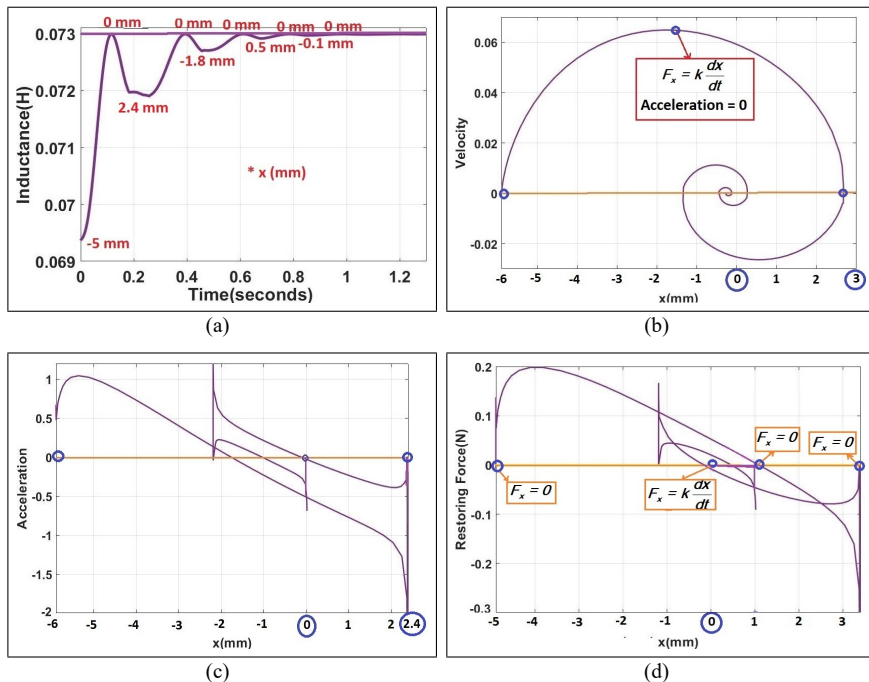 0 mm 0 mm 0 mm 0 mm 0 mm
0.073
0.5 mm -0.1 mm
-1.8 mm
0.072
2.4 mm
Inductance(H)
0.071
* x (mm)
0.07
-5 mm
0.069
0 0.2 0.4 0.6 0.8 1 1.2
Time(seconds)
(a)
0.06
F_x = k dx/dt
Acceleration = 0
0.04
Velocity
0.02
0
-0.02
-6 -5 -4 -3 -2 -1 0 1 2 3
x(mm)
(b)
1
0.5
0
Acceleration
-0.5
-1
-1.5
-2
-6 -5 -4 -3 -2 -1 0 1 2 2.4
x(mm)
(c)
0.2
0.1
F_x = 0
F_x = 0
0
F_x = 0
F_x = k dx/dt
Restoring Force(N)
-0.1
-0.2
-0.3
-5 -4 -3 -2 -1 0 1 2 3
x(mm)
(d)